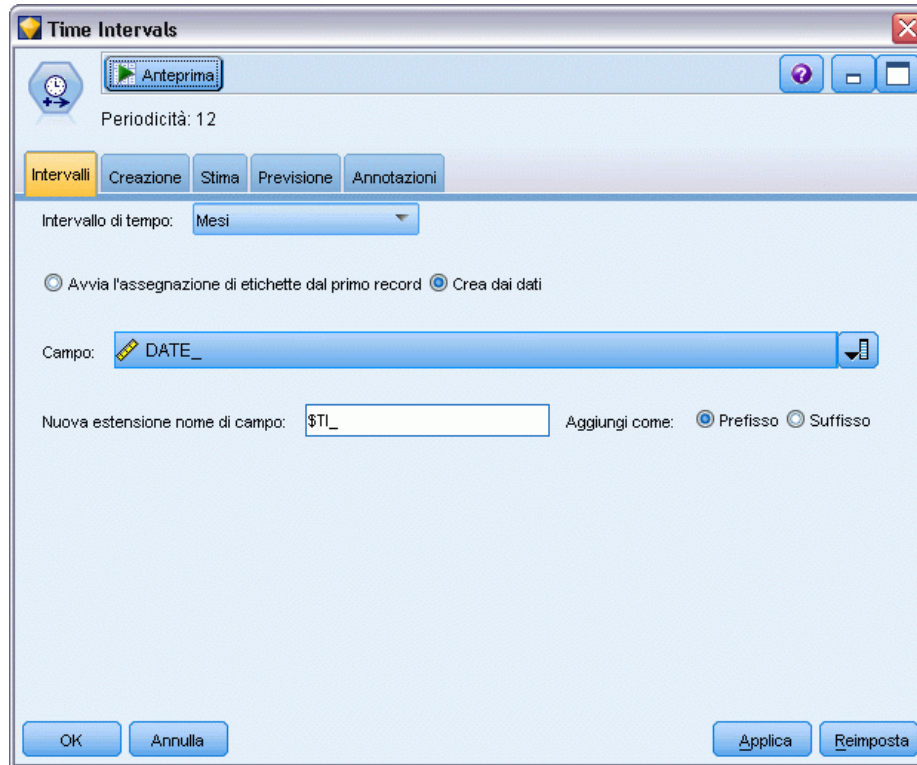 Time Intervals
Anteprima
Periodicità: 12
Intervalli Creazione Stima Previsione Annotazioni
Intervallo di tempo: Mesi
Avvia l'assegnazione di etichette dal primo record Crea dai dati
Campo: DATE_
Nuova estensione nome di campo: $TI_ Aggiungi come: Prefisso Suffisso
OK Annulla Applica Reimposta